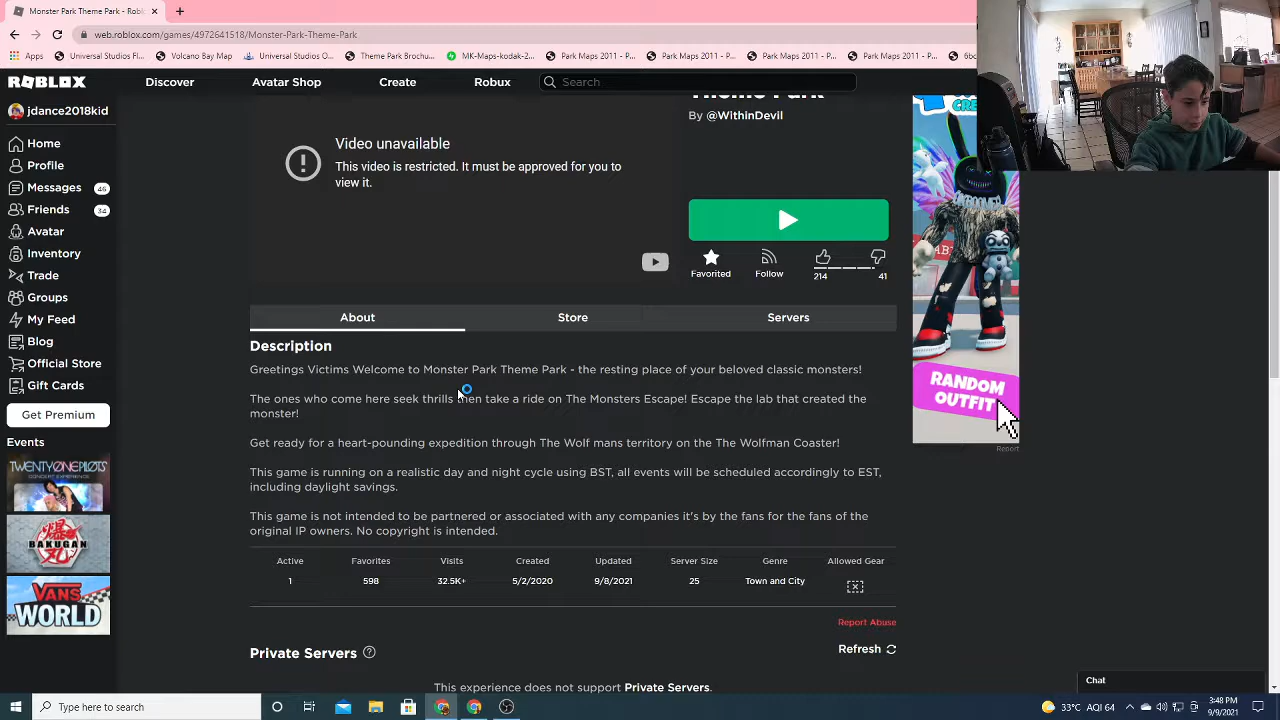 Monster Park Theme Park - Robl
web.roblox.com/games/4972641518/Monster-Park-Theme-Park
Apps
Universal Studios Fl
Volcano Bay Map
Universal Studios O
ThemePark Brochu
MK-Maps-kodak-2
Park Maps 2011 - P
Park Maps 2011 - P
Park Maps 2011 - P
ROBLOX
Discover
Avatar Shop
Create
Robux
Search
jdance2018kid
Home
Profile
Messages 46
Friends 34
Avatar
Inventory
Trade
Groups
My Feed
Blog
Official Store
Gift Cards
Get Premium
Events
TWENTY ONE PILOTS
CONCERT EXPERIENCE
BAKUGAN
VANS
WORLD
Video unavailable
This video is restricted. It must be approved for you to
view it.
Theme Park
By @WithinDevil
Favorited
Follow
214
41
About
Store
Servers
Description
Greetings Victims Welcome to Monster Park Theme Park - the resting place of your beloved classic monsters!
The ones who come here seek thrills then take a ride on The Monsters Escape! Escape the lab that created the
monster!
Get ready for a heart-pounding expedition through The Wolf mans territory on the The Wolfman Coaster!
This game is running on a realistic day and night cycle using BST, all events will be scheduled accordingly to EST,
including daylight savings.
This game is not intended to be partnered or associated with any companies it's by the fans for the fans of the
original IP owners. No copyright is intended.
Active
Favorites
Visits
Created
Updated
Server Size
Genre
Allowed Gear
1
598
32.5K+
5/2/2020
9/8/2021
25
Town and City
Report Abuse
Private Servers
Refresh
This experience does not support Private Servers.
RANDOM
OUTFIT
Report
Chat
Type here to search
33°C AQI 64
3:48 PM
9/9/2021